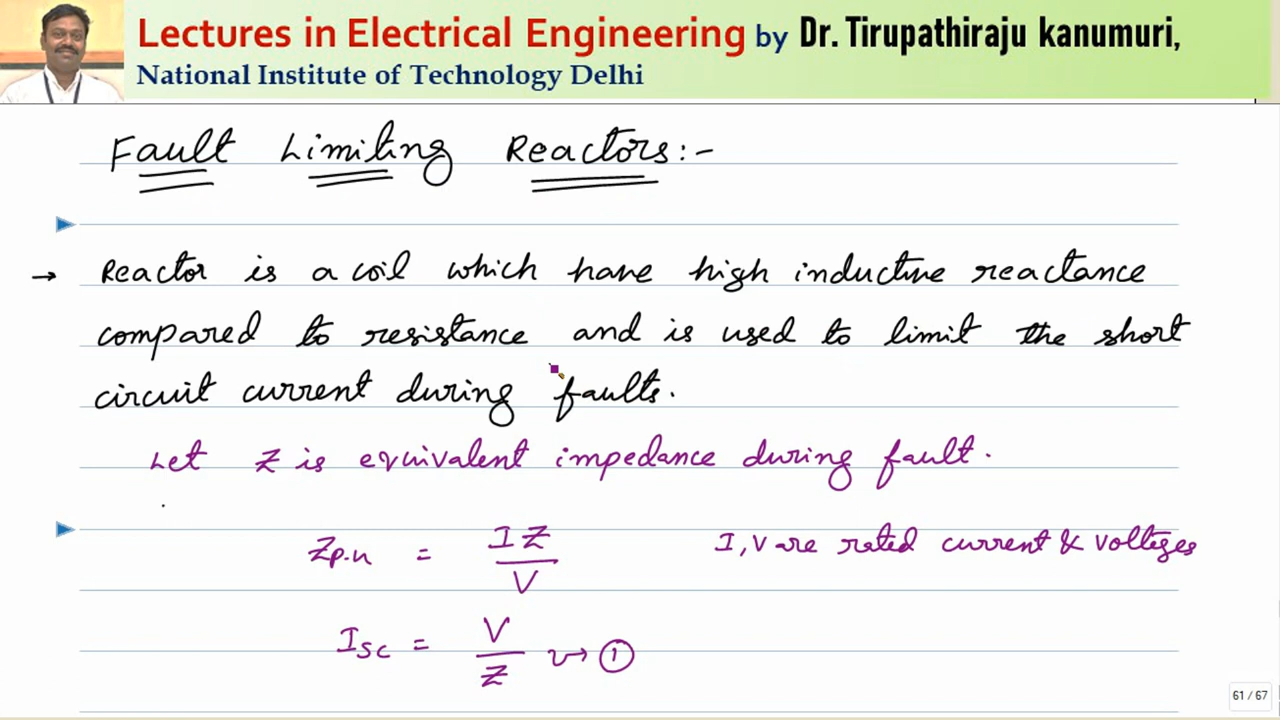 Lectures in Electrical Engineering by Dr. Tirupathiraju kanumuri,
National Institute of Technology Delhi
Fault Limiting Reactors:-
→ Reactor is a coil which have high inductive reactance
compared to resistance and is used to limit the short
circuit current during faults.
Let Z is equivalent impedance during fault.
Zp.u = IZ/V I, V are rated current & volteges
Isc = V/Z → ①
61 / 67